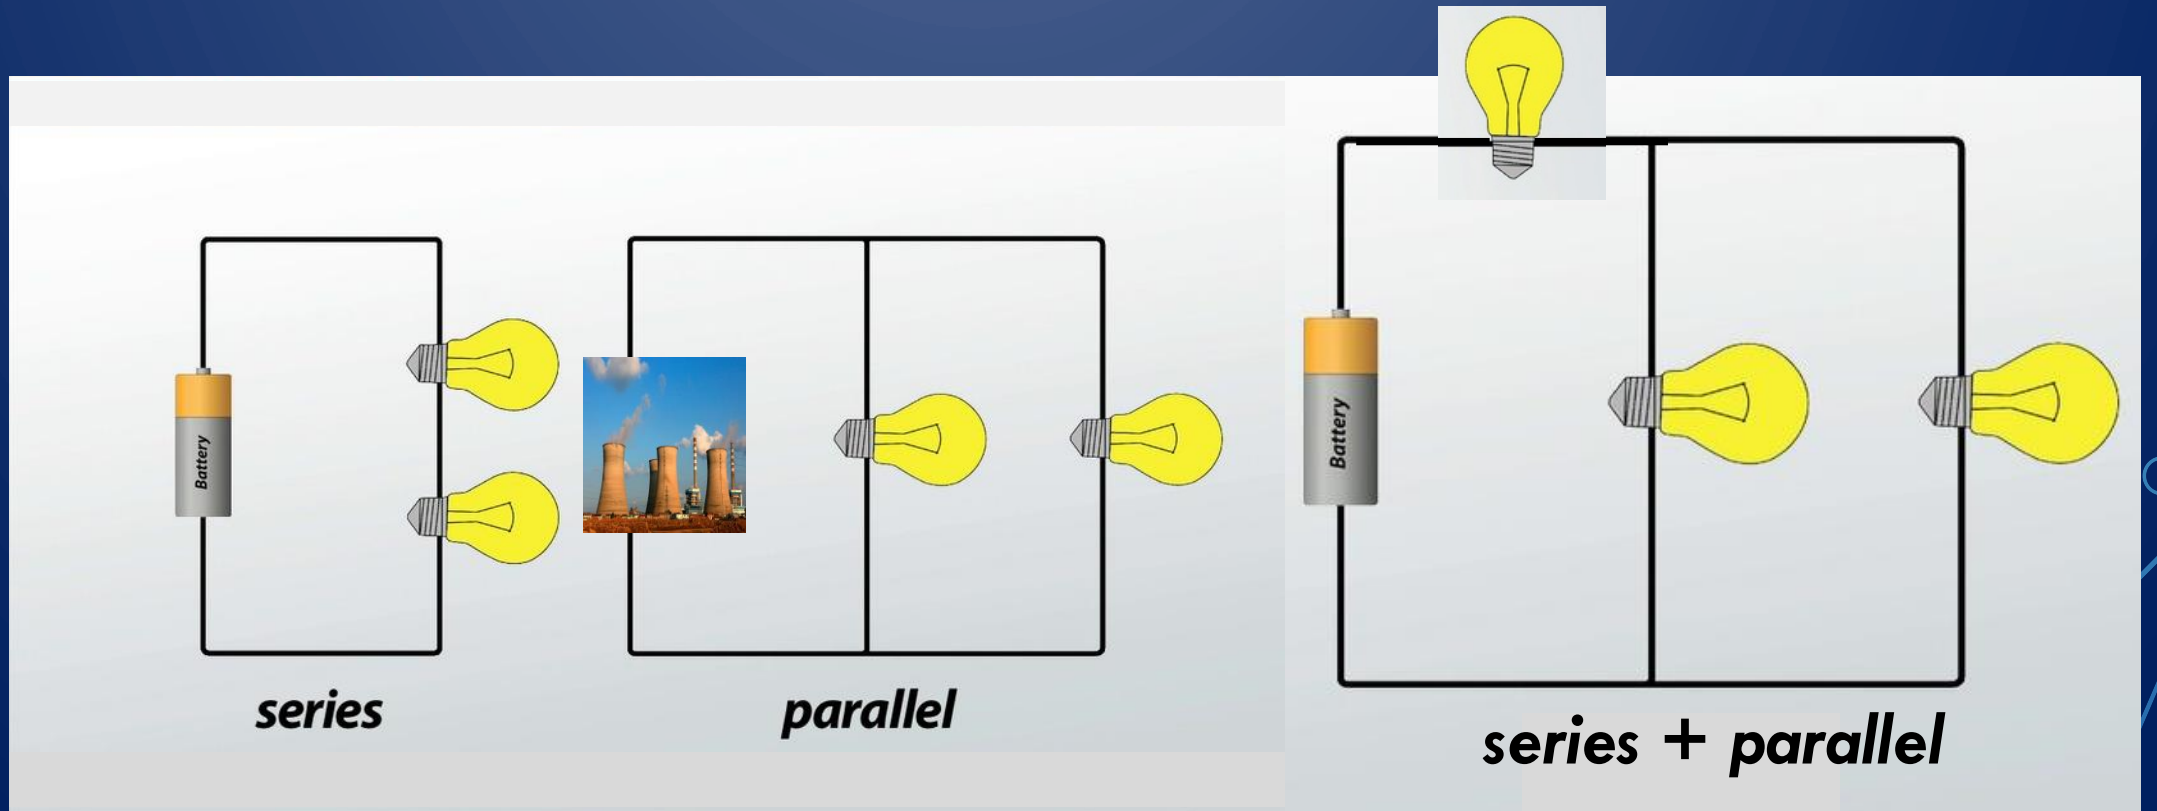 Battery
series
parallel
Battery
series + parallel